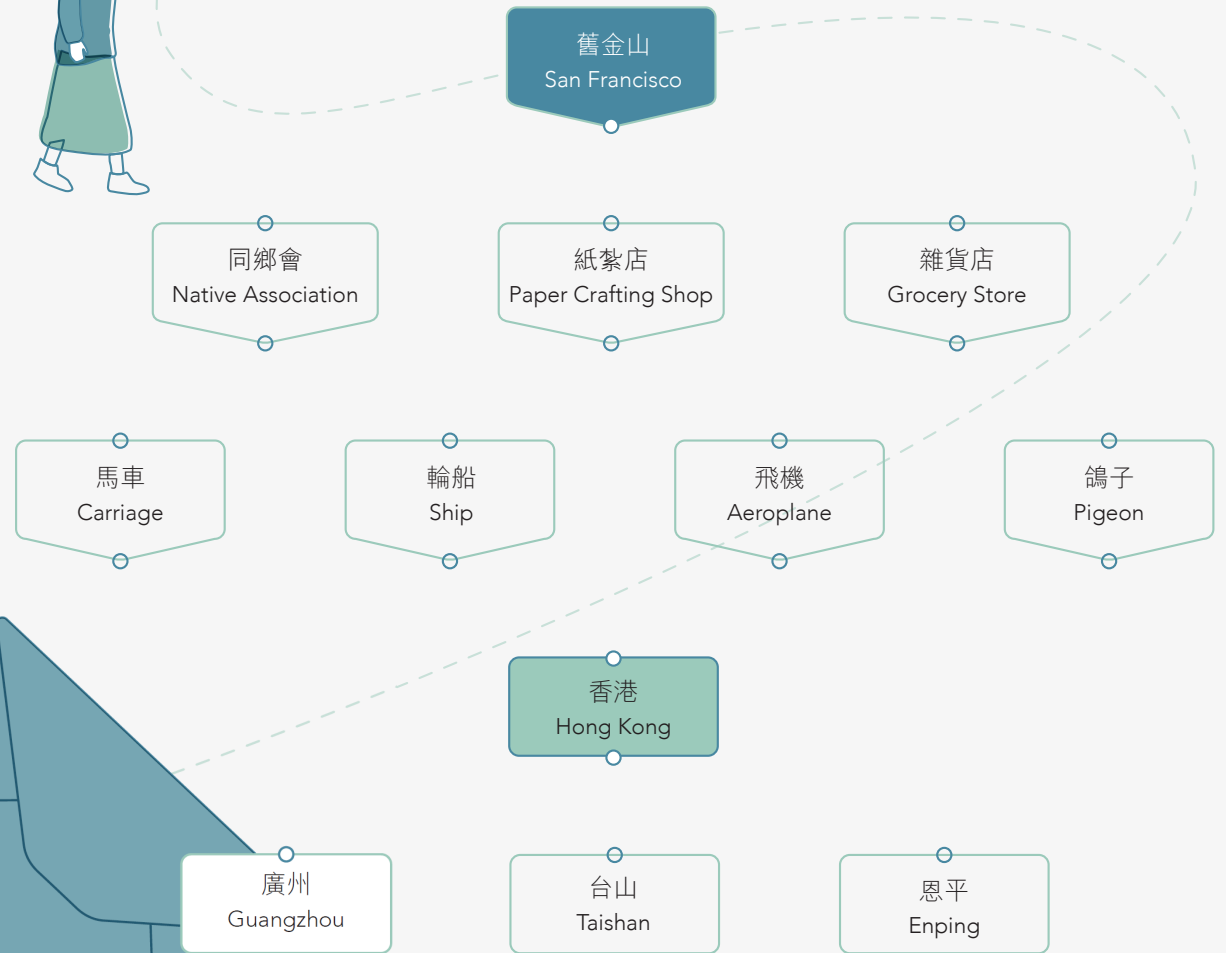 舊金山
San Francisco
同鄉會
Native Association
紙紮店
Paper Crafting Shop
雜貨店
Grocery Store
馬車
Carriage
輪船
Ship
飛機
Aeroplane
鴿子
Pigeon
香港
Hong Kong
廣州
Guangzhou
台山
Taishan
恩平
Enping